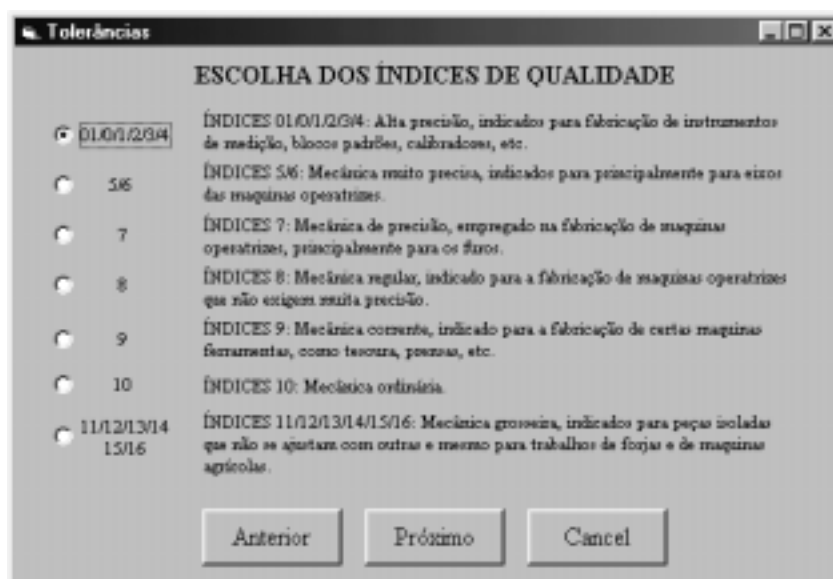 Tolerâncias
ESCOLHA DOS ÍNDICES DE QUALIDADE
01/0/1/2/3/4
ÍNDICES 01/0/1/2/3/4: Alta precisão, indicados para fabricação de instrumentos
de medição, blocos padrões, calibradores, etc.
5/6
ÍNDICES 5/6: Mecânica muito precisa, indicados para principalmente para eixos
das maquinas operatrizes.
7
ÍNDICES 7: Mecânica de precisão, empregado na fabricação de maquinas
operatrizes, principalmente para os furos.
8
ÍNDICES 8: Mecânica regular, indicado para a fabricação de maquinas operatrizes
que não exigem muita precisão.
9
ÍNDICES 9: Mecânica corrente, indicado para a fabricação de certas maquinas
ferramentas, como tesoura, prensas, etc.
10
ÍNDICES 10: Mecânica ordinária.
11/12/13/14
15/16
ÍNDICES 11/12/13/14/15/16: Mecânica grosseira, indicados para peças isoladas
que não se ajustam com outras e mesmo para trabalhos de forjas e de maquinas
agrícolas.
Anterior
Próximo
Cancel